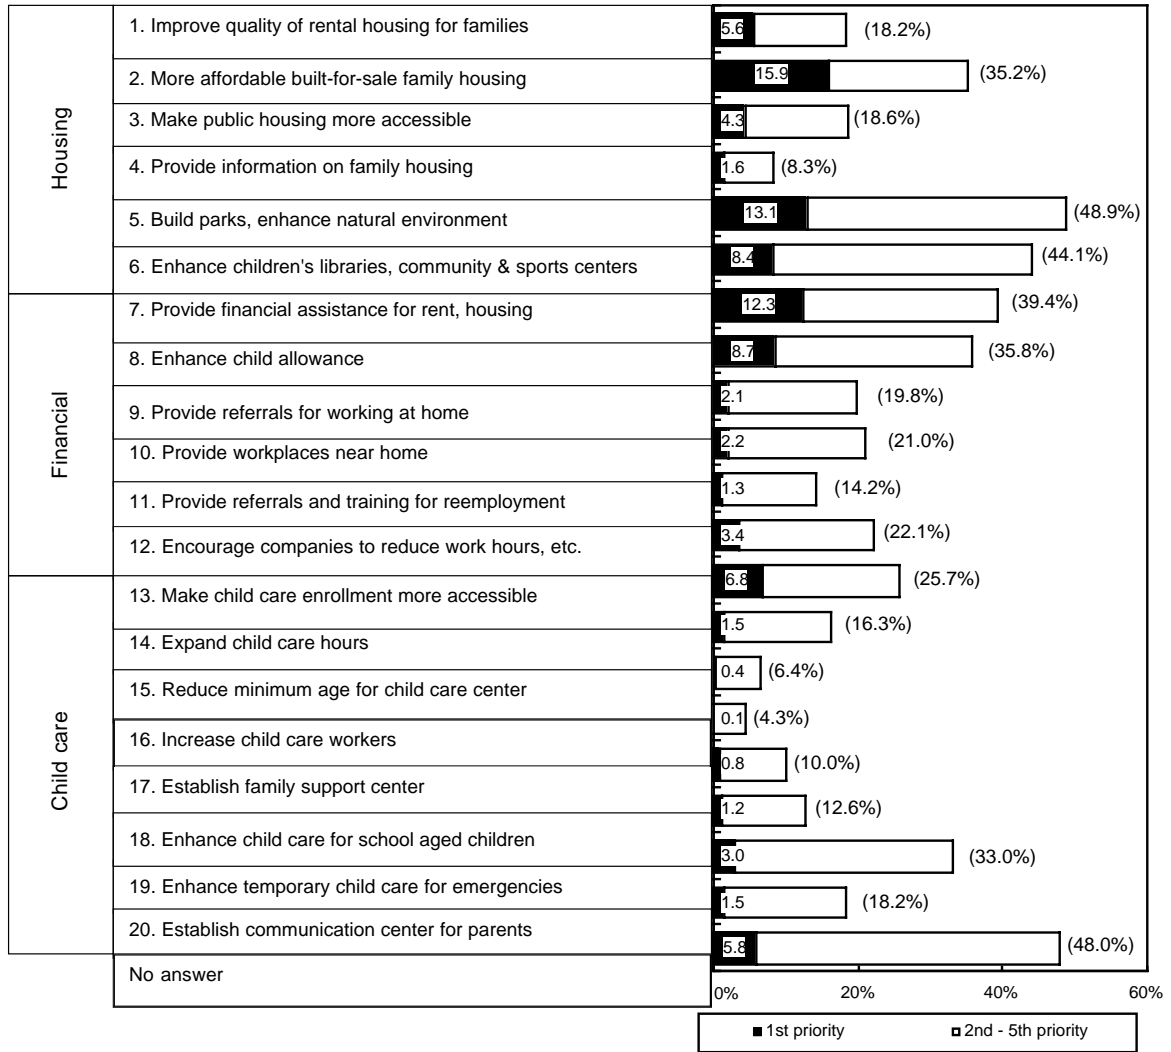 Housing
1. Improve quality of rental housing for families 5.6 (18.2%)
2. More affordable built-for-sale family housing 15.9 (35.2%)
3. Make public housing more accessible 4.3 (18.6%)
4. Provide information on family housing 1.6 (8.3%)
5. Build parks, enhance natural environment 13.1 (48.9%)
6. Enhance children's libraries, community & sports centers 8.4 (44.1%)
Financial
7. Provide financial assistance for rent, housing 12.3 (39.4%)
8. Enhance child allowance 8.7 (35.8%)
9. Provide referrals for working at home 2.1 (19.8%)
10. Provide workplaces near home 2.2 (21.0%)
11. Provide referrals and training for reemployment 1.3 (14.2%)
12. Encourage companies to reduce work hours, etc. 3.4 (22.1%)
Child care
13. Make child care enrollment more accessible 6.8 (25.7%)
14. Expand child care hours 1.5 (16.3%)
15. Reduce minimum age for child care center 0.4 (6.4%)
16. Increase child care workers 0.1 (4.3%)
17. Establish family support center 0.8 (10.0%)
18. Enhance child care for school aged children 1.2 (12.6%)
19. Enhance temporary child care for emergencies 3.0 (33.0%)
20. Establish communication center for parents 1.5 (18.2%)
No answer 5.8 (48.0%)
0% 20% 40% 60%
1st priority 2nd - 5th priority